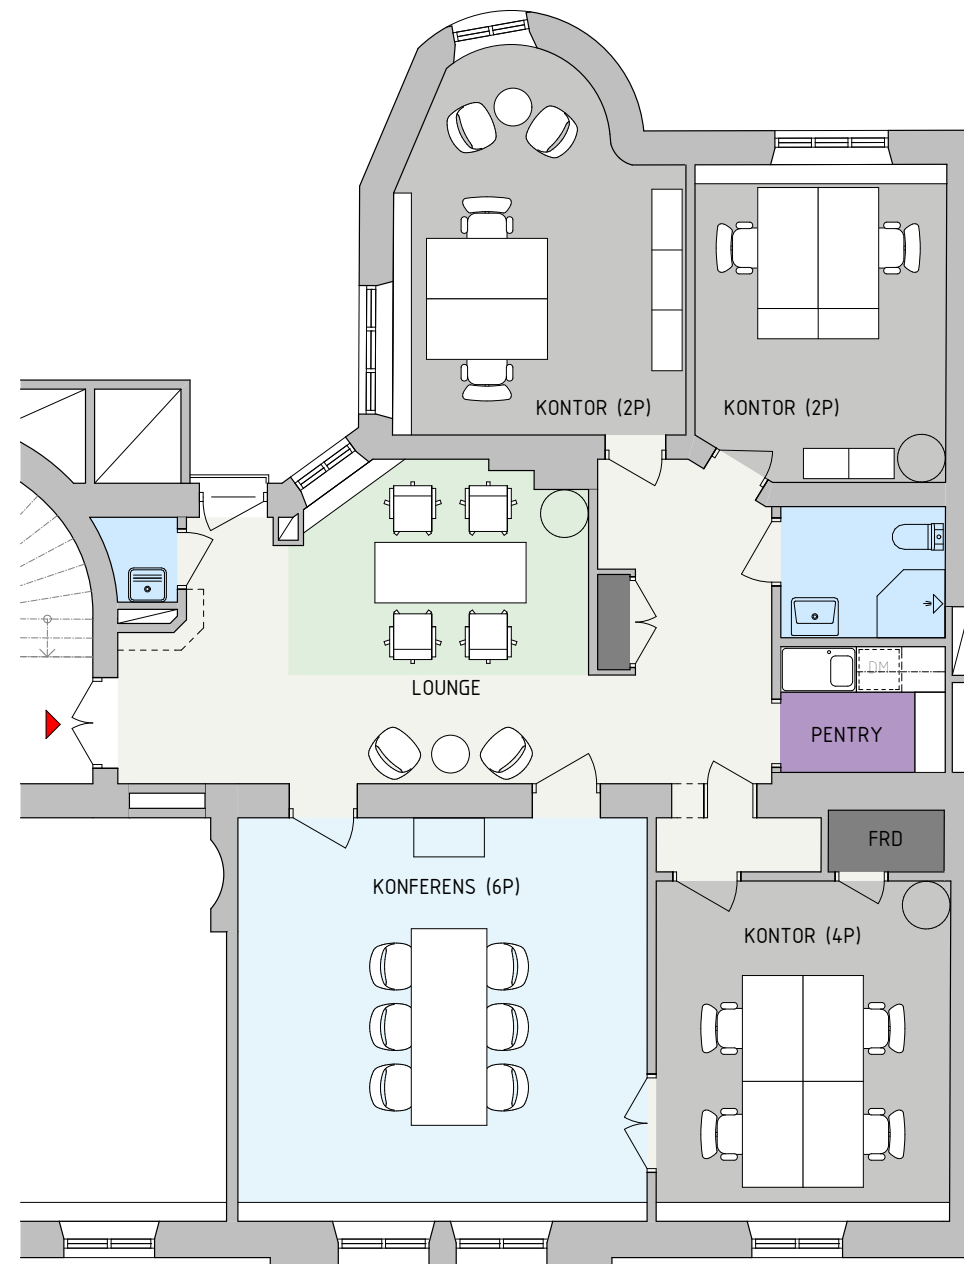 KONTOR (2P)
KONTOR (2P)
LOUNGE
DM
PENTRY
FRD
KONFERENS (6P)
KONTOR (4P)